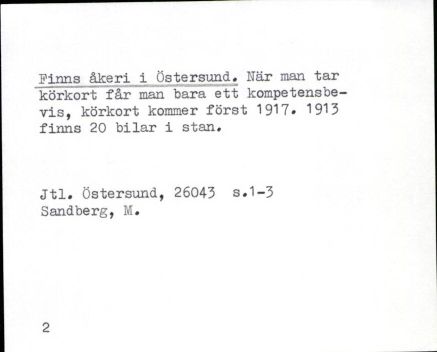 Finns åkeri i Östersund. När man tar
körkort får man bara ett kompetensbe-
vis, körkort kommer först 1917. 1913
finns 20 bilar i stan.
Jtl. Östersund, 26043 s.1-3
Sandberg, M.
2